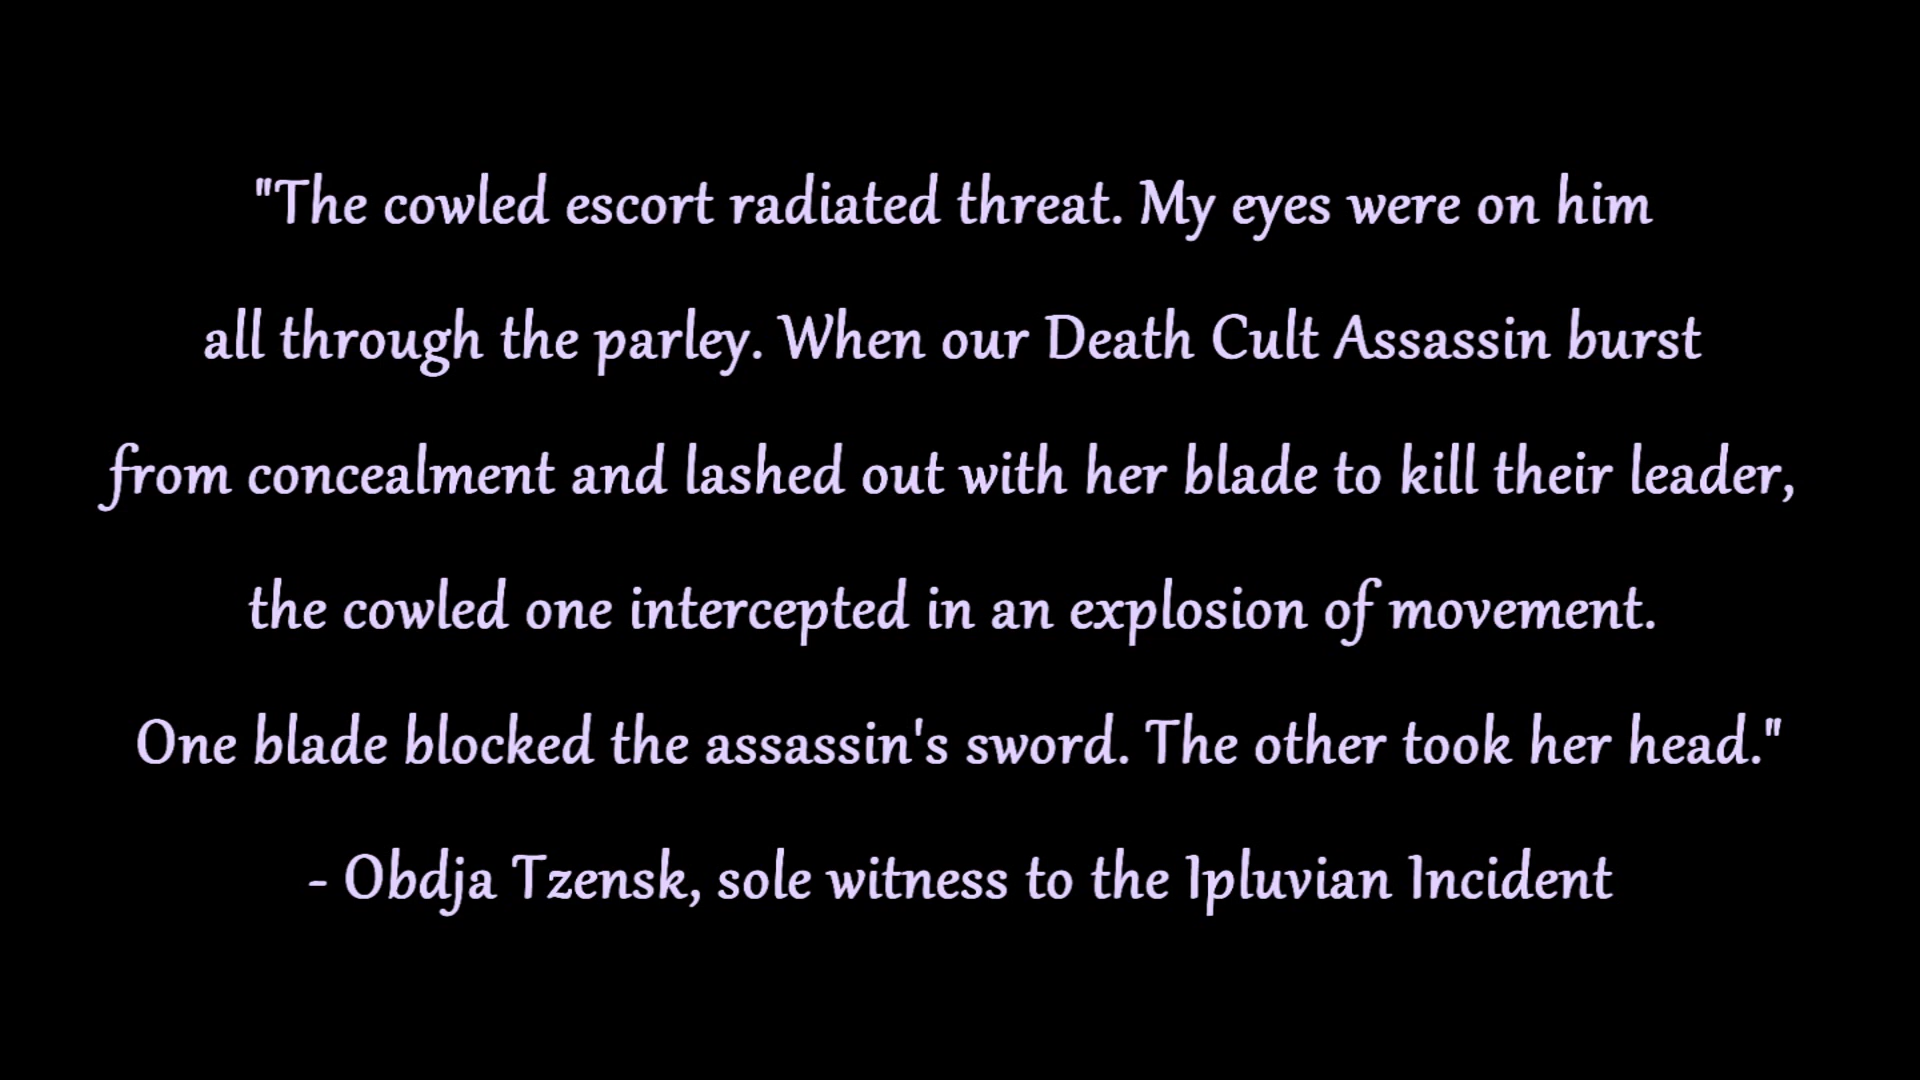 "The cowled escort radiated threat. My eyes were on him
all through the parley. When our Death Cult Assassin burst
from concealment and lashed out with her blade to kill their leader,
the cowled one intercepted in an explosion of movement.
One blade blocked the assassin's sword. The other took her head."
- Obdja Tzensk, sole witness to the Ipluvian Incident